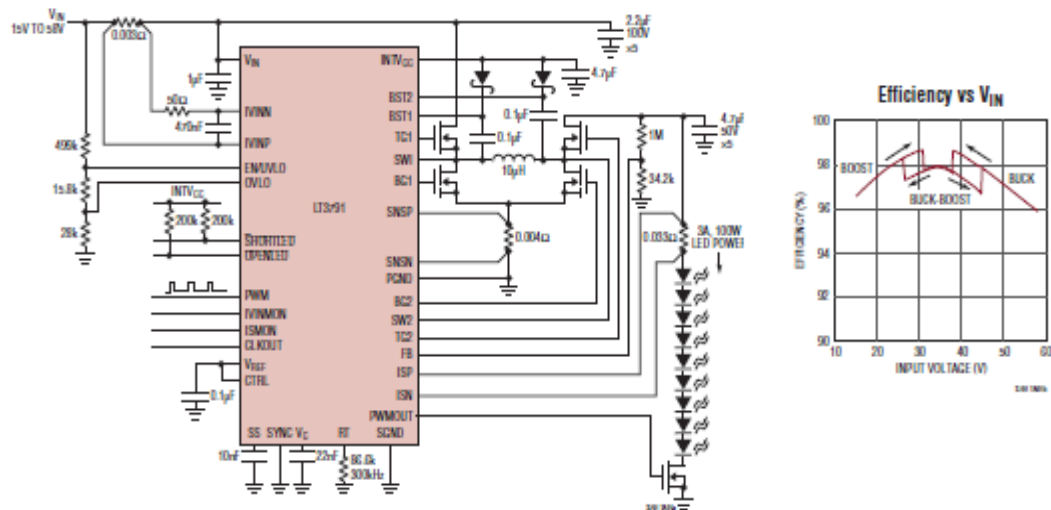 VIN
15V TO 58V
0.003Ω
1µF
50Ω
470nF
499k
15.8k
INTVCC
200k
200k
VIN
IVINN
IVINP
EN/UVLO
OVLO
SHORTLED
OPENLED
PWM
IVINMON
ISMON
CLKOUT
VREF
CTRL
0.1µF
SS
SYNC
VC
RT
SGND
10nF
22nF
86.6k
300kHz
LT3791
INTVCC
BST2
BST1
TG1
SWI
BG1
SNSP
SNSN
PGND
BG2
SW2
TG2
FB
ISP
ISN
PWMOUT
2.2µF
100V
×5
4.7µF
0.1µF
0.1µF
10µH
0.004Ω
4.7µF
50V
×5
1M
34.2k
0.033Ω
3A, 100W
LED POWER
Efficiency vs VIN
EFFICIENCY (%)
100
98
96
94
92
90
BOOST
BUCK-BOOST
BUCK
10
20
30
40
50
60
INPUT VOLTAGE (V)